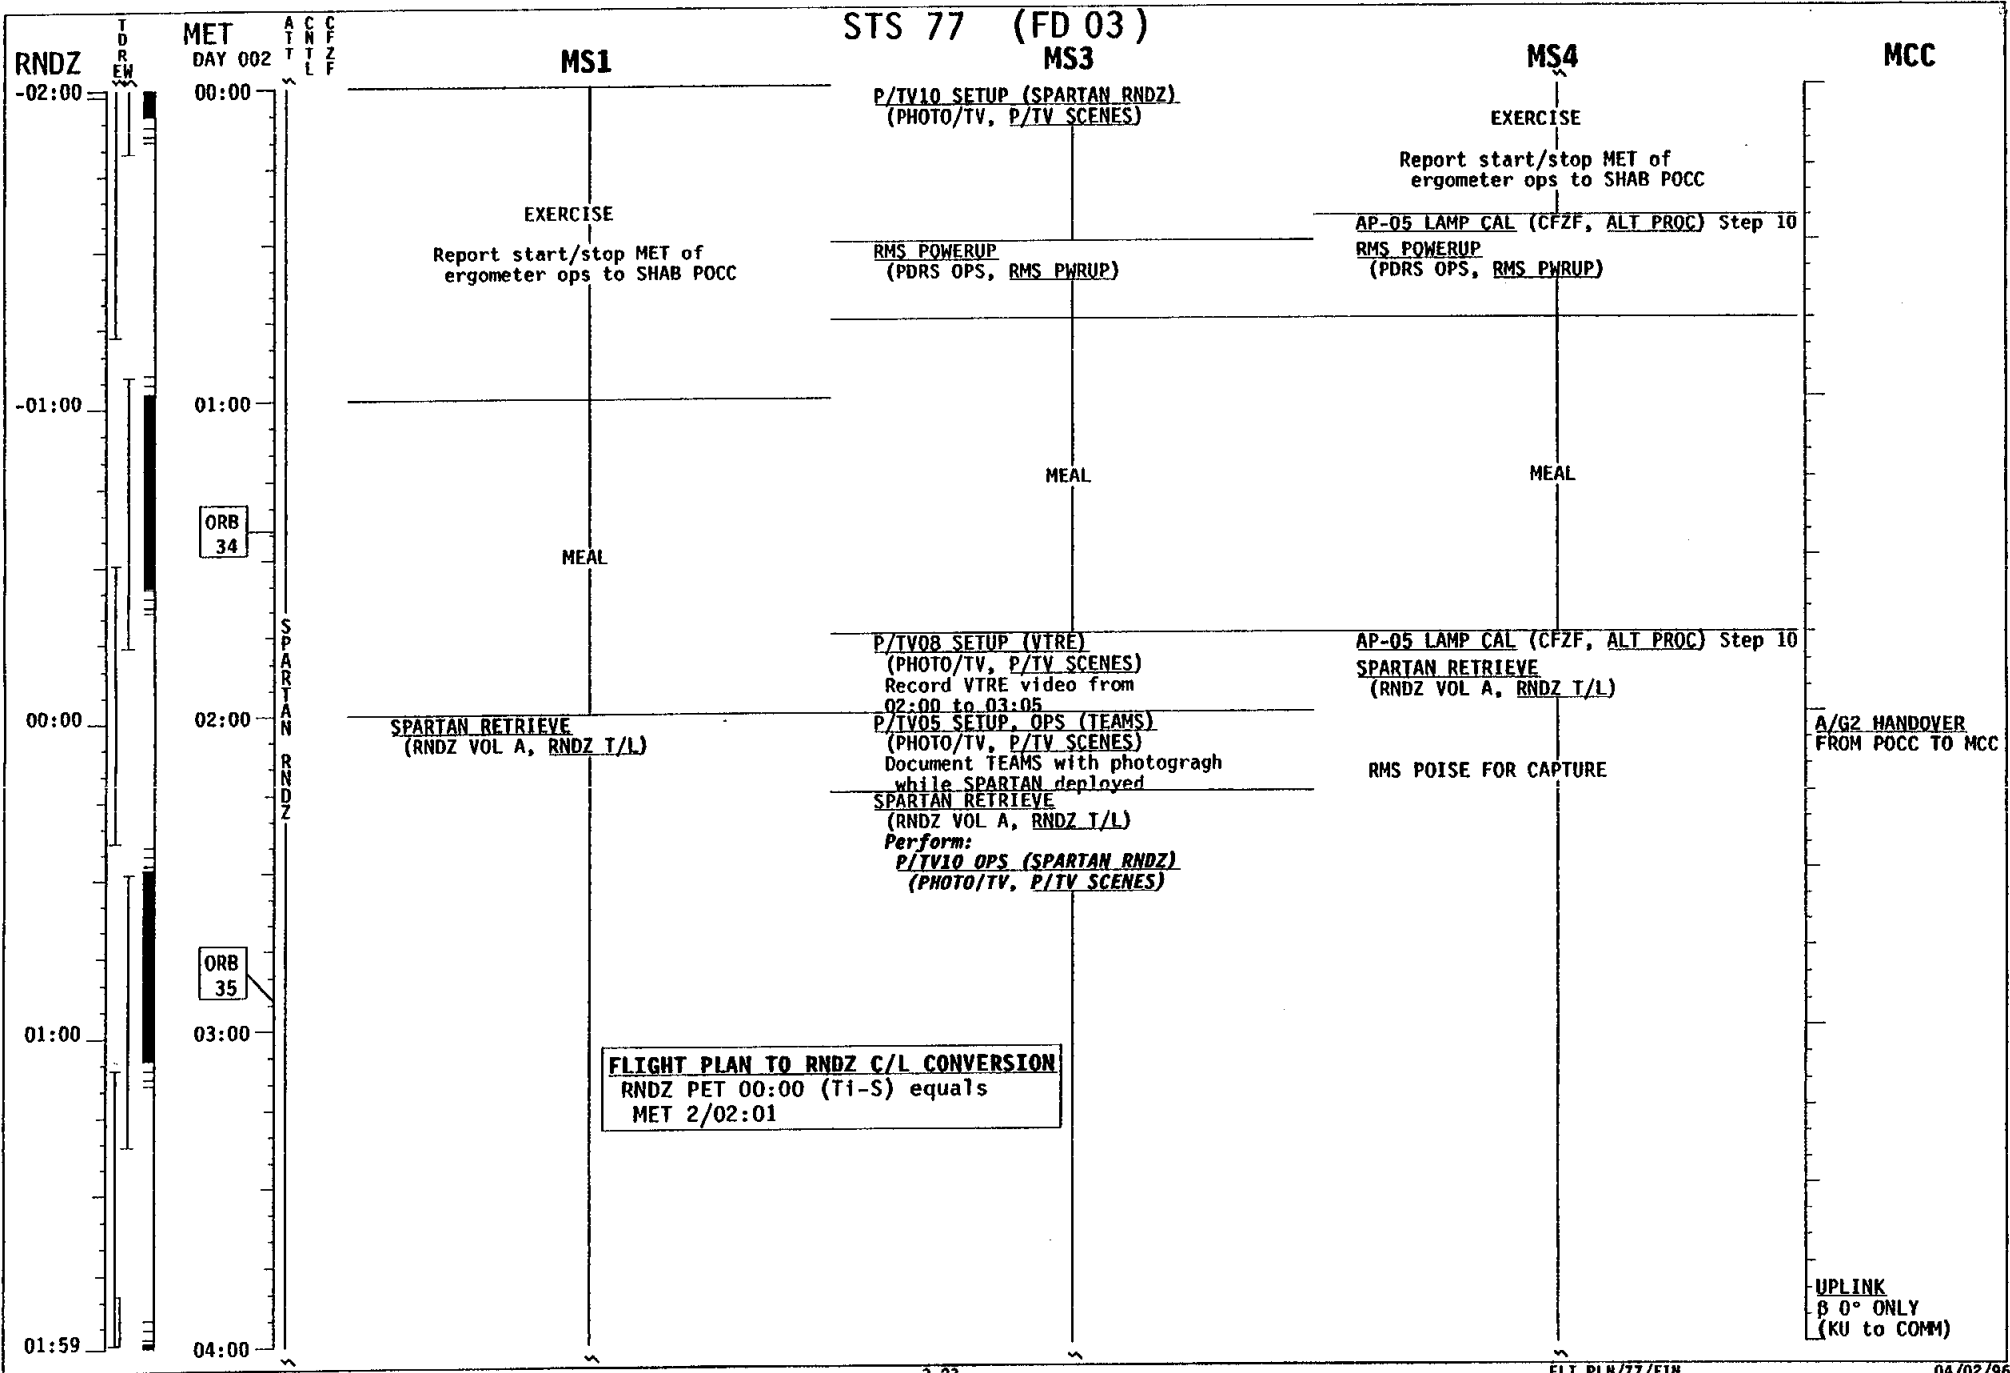 STS 77 (FD 03)
RNDZ
TDRE W
MET
DAY 002
ATT
CNTL
CFZF
MS1
MS3
MS4
MCC
-02:00
00:00
P/TV10 SETUP (SPARTAN RNDZ)
(PHOTO/TV, P/TV SCENES)
EXERCISE
Report start/stop MET of
ergometer ops to SHAB POCC
EXERCISE
Report start/stop MET of
ergometer ops to SHAB POCC
AP-05 LAMP CAL (CFZF, ALT PROC) Step 10
RMS POWERUP
(PDRS OPS, RMS PWRUP)
RMS POWERUP
(PDRS OPS, RMS PWRUP)
-01:00
01:00
MEAL
MEAL
ORB
34
MEAL
SPARTAN RNDZ
P/TV08 SETUP (VTRE)
(PHOTO/TV, P/TV SCENES)
Record VTRE video from
02:00 to 03:05
AP-05 LAMP CAL (CFZF, ALT PROC) Step 10
SPARTAN RETRIEVE
(RNDZ VOL A, RNDZ T/L)
00:00
02:00
SPARTAN RETRIEVE
(RNDZ VOL A, RNDZ T/L)
P/TV05 SETUP, OPS (TEAMS)
(PHOTO/TV, P/TV SCENES)
Document TEAMS with photogragh
while SPARTAN deployed
RMS POISE FOR CAPTURE
A/G2 HANDOVER
FROM POCC TO MCC
SPARTAN RETRIEVE
(RNDZ VOL A, RNDZ T/L)
Perform:
P/TV10 OPS (SPARTAN RNDZ)
(PHOTO/TV, P/TV SCENES)
ORB
35
01:00
03:00
FLIGHT PLAN TO RNDZ C/L CONVERSION
RNDZ PET 00:00 (Ti-S) equals
MET 2/02:01
UPLINK
β 0° ONLY
(KU to COMM)
01:59
04:00
FLT PLN/77/FIN
04/02/96